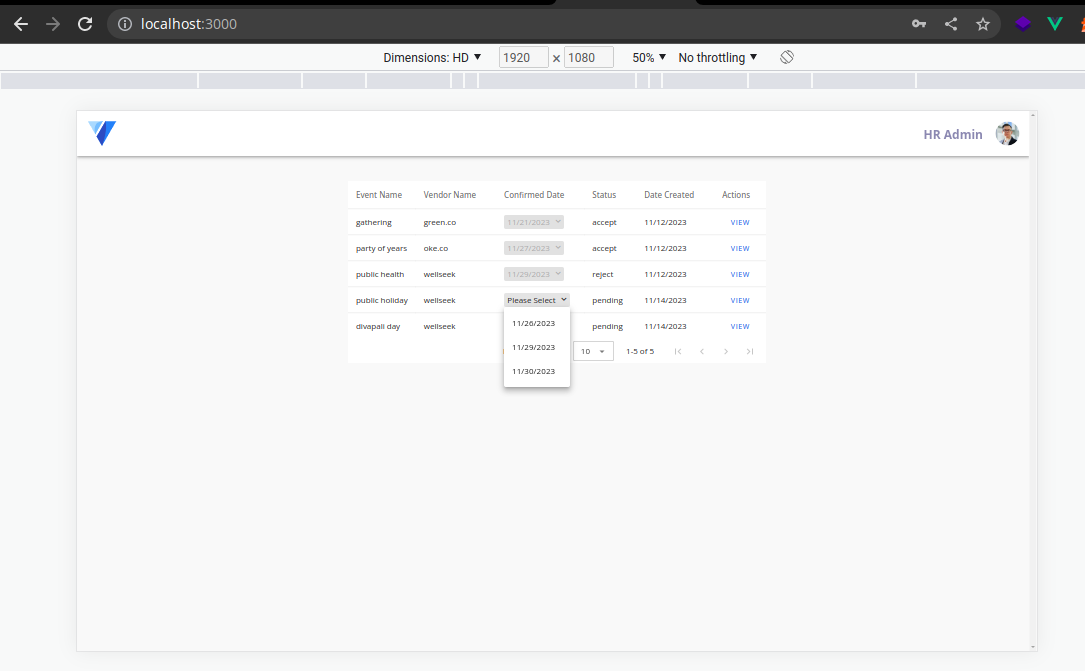 localhost:3000
Dimensions: HD 1920 x 1080 50% No throttling
HR Admin
Event Name Vendor Name Confirmed Date Status Date Created Actions
gathering green.co 11/21/2023 accept 11/12/2023 VIEW
party of years oke.co 11/27/2023 accept 11/12/2023 VIEW
public health wellseek 11/29/2023 reject 11/12/2023 VIEW
public holiday wellseek Please Select pending 11/14/2023 VIEW
divapali day wellseek pending 11/14/2023 VIEW
11/26/2023
11/29/2023
11/30/2023
10 1-5 of 5